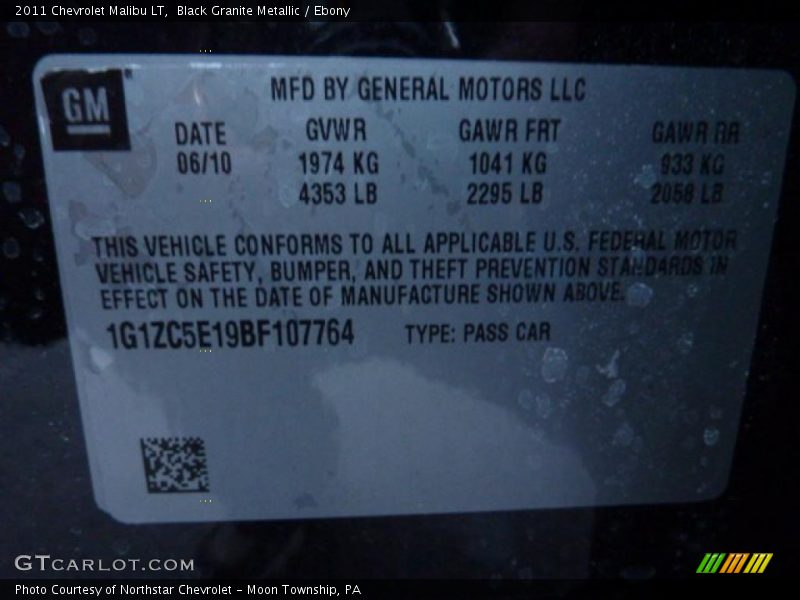 2011 Chevrolet Malibu LT, Black Granite Metallic / Ebony
GM
MFD BY GENERAL MOTORS LLC
DATE GVWR GAWR FRT GAWR RR
06/10 1974 KG 1041 KG 933 KG
4353 LB 2295 LB 2058 LB
THIS VEHICLE CONFORMS TO ALL APPLICABLE U.S. FEDERAL MOTOR
VEHICLE SAFETY, BUMPER, AND THEFT PREVENTION STANDARDS IN
EFFECT ON THE DATE OF MANUFACTURE SHOWN ABOVE.
1G1ZC5E19BF107764 TYPE: PASS CAR
GTCARLOT.COM
Photo Courtesy of Northstar Chevrolet - Moon Township, PA